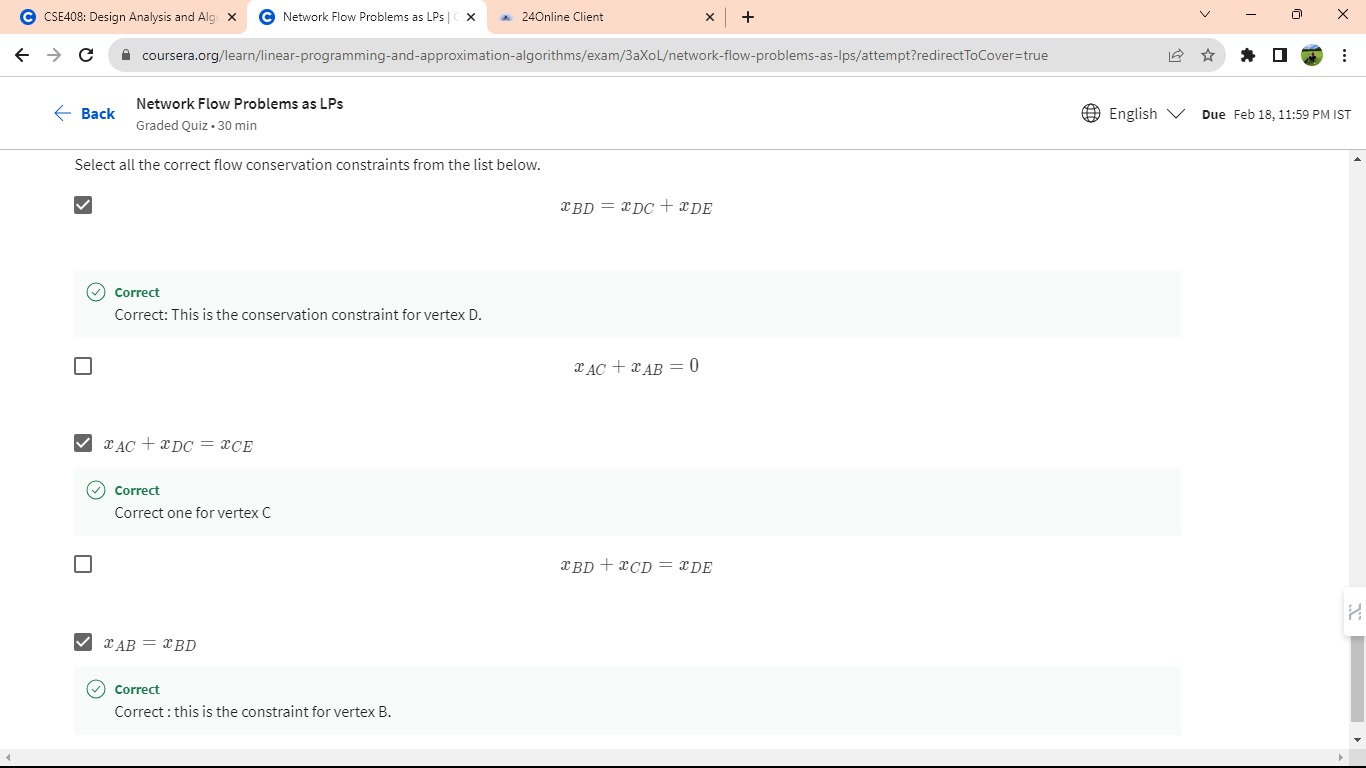 CSE408: Design Analysis and Alg
Network Flow Problems as LPs |
24Online Client
coursera.org/learn/linear-programming-and-approximation-algorithms/exam/3aXoL/network-flow-problems-as-lps/attempt?redirectToCover=true
Back
Network Flow Problems as LPs
Graded Quiz • 30 min
English
Due Feb 18, 11:59 PM IST
Select all the correct flow conservation constraints from the list below.
x_{BD} = x_{DC} + x_{DE}
Correct
Correct: This is the conservation constraint for vertex D.
x_{AC} + x_{AB} = 0
x_{AC} + x_{DC} = x_{CE}
Correct
Correct one for vertex C
x_{BD} + x_{CD} = x_{DE}
x_{AB} = x_{BD}
Correct
Correct : this is the constraint for vertex B.